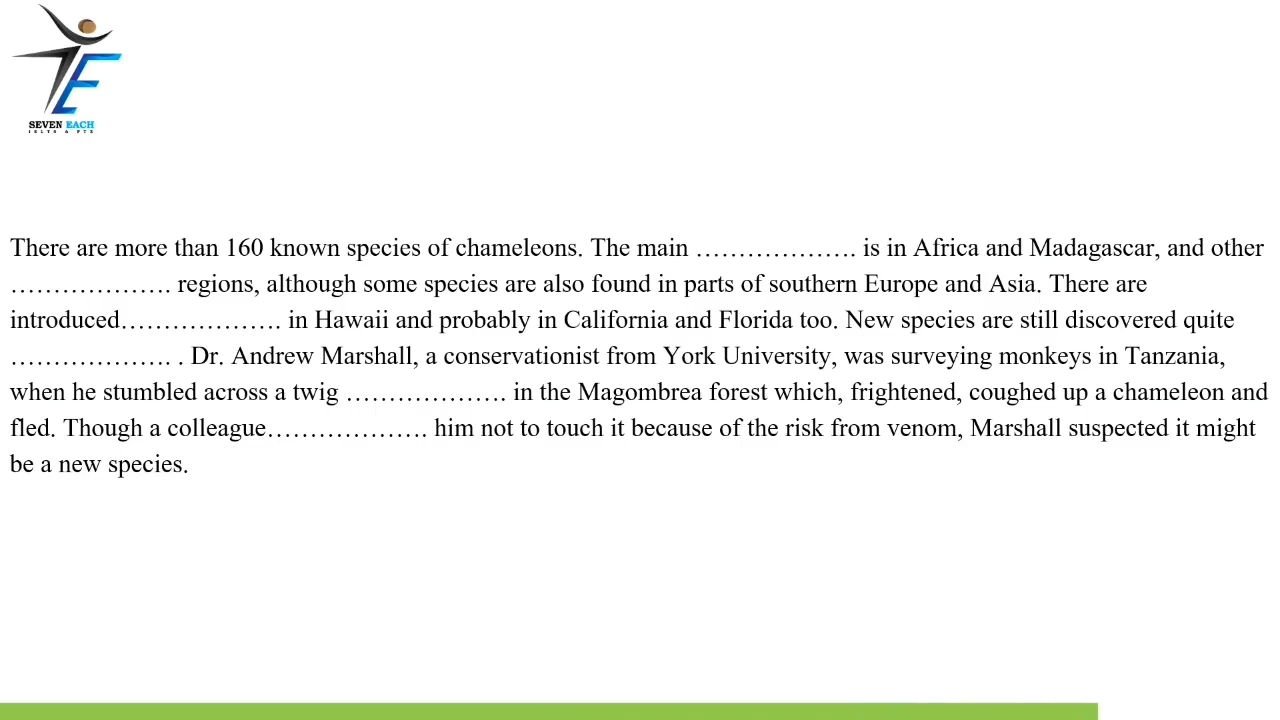 SEVEN EACH
IELTS & PTE
There are more than 160 known species of chameleons. The main ………………. is in Africa and Madagascar, and other
………………. regions, although some species are also found in parts of southern Europe and Asia. There are
introduced………………. in Hawaii and probably in California and Florida too. New species are still discovered quite
………………. . Dr. Andrew Marshall, a conservationist from York University, was surveying monkeys in Tanzania,
when he stumbled across a twig ………………. in the Magombrea forest which, frightened, coughed up a chameleon and
fled. Though a colleague………………. him not to touch it because of the risk from venom, Marshall suspected it might
be a new species.